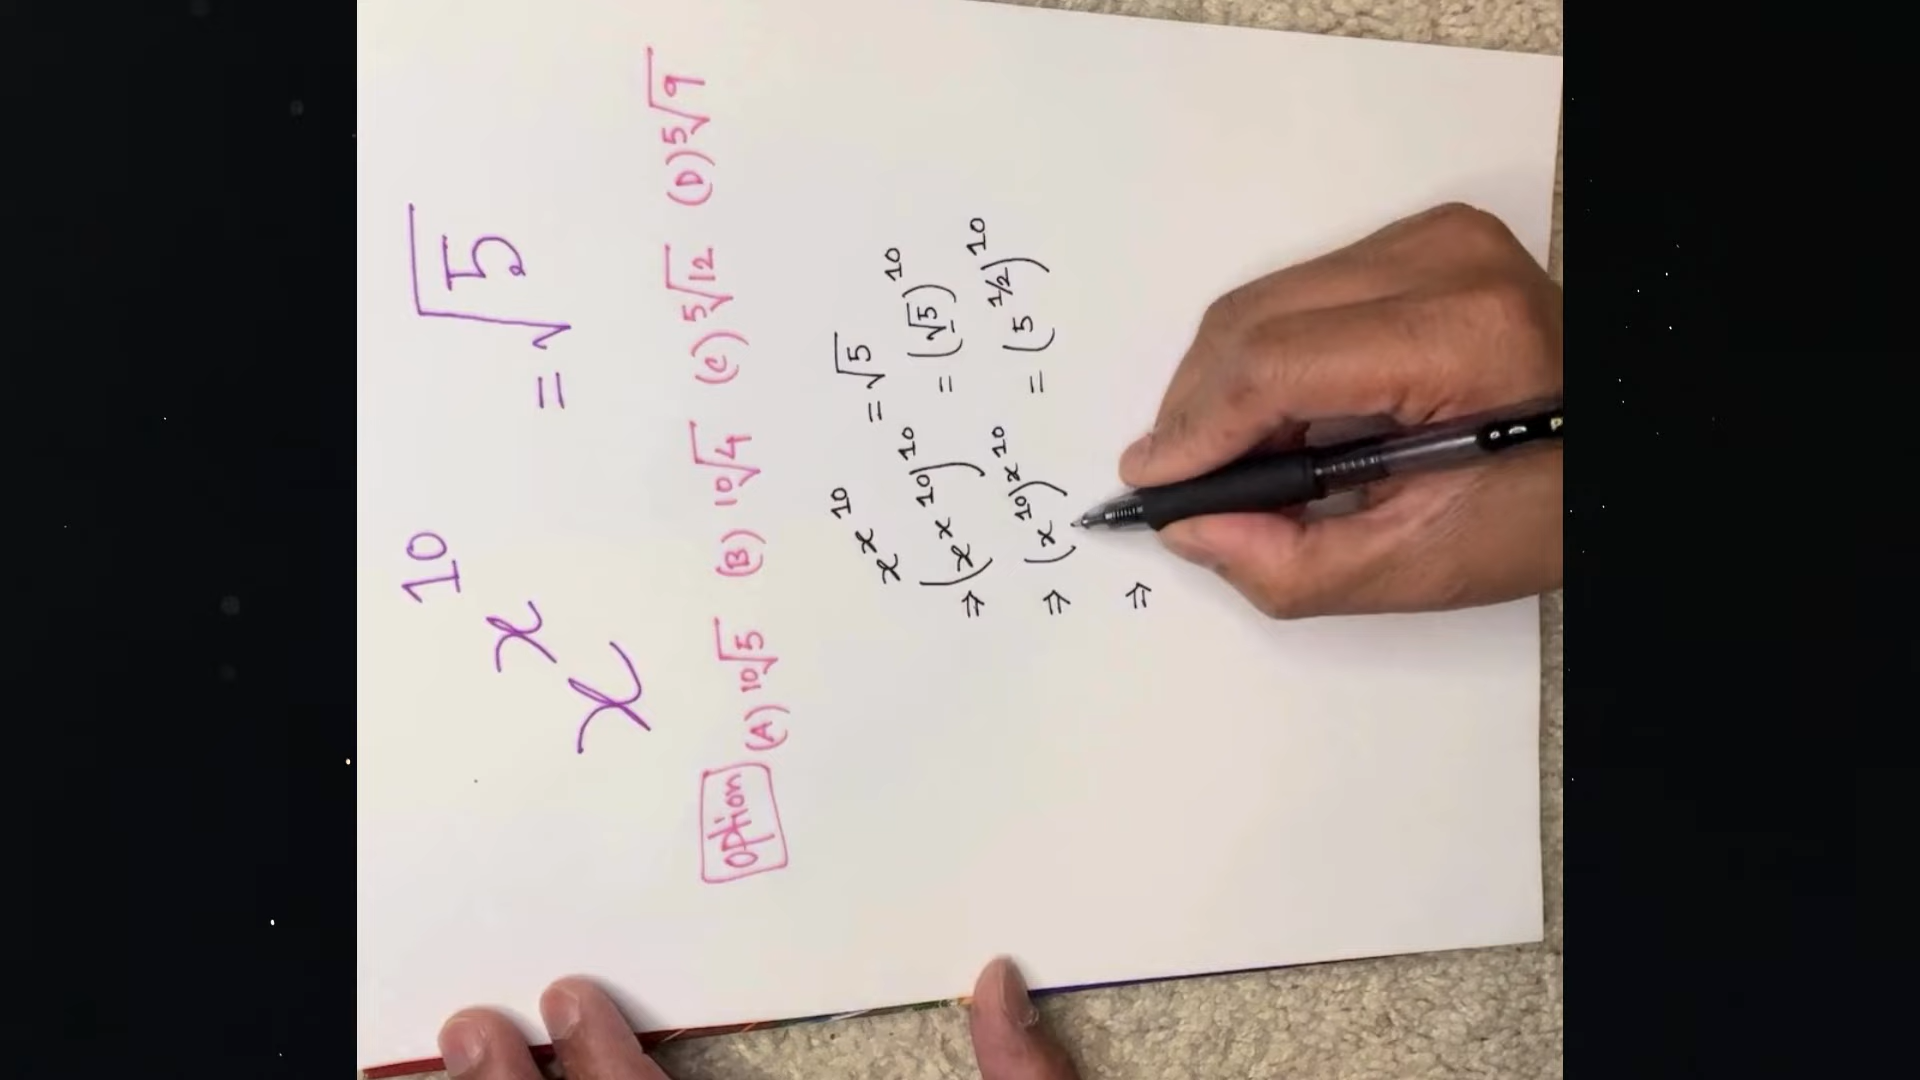 x^x^10 = √5
Option (A) ¹⁰√5 (B) ¹⁰√4 (C) ⁵√12 (D) ⁵√9
x^x^10 = √5
⇒ (x^x^10)^10 = (√5)^10
⇒ (x^10)^x^10 = (5^1/2)^10
⇒